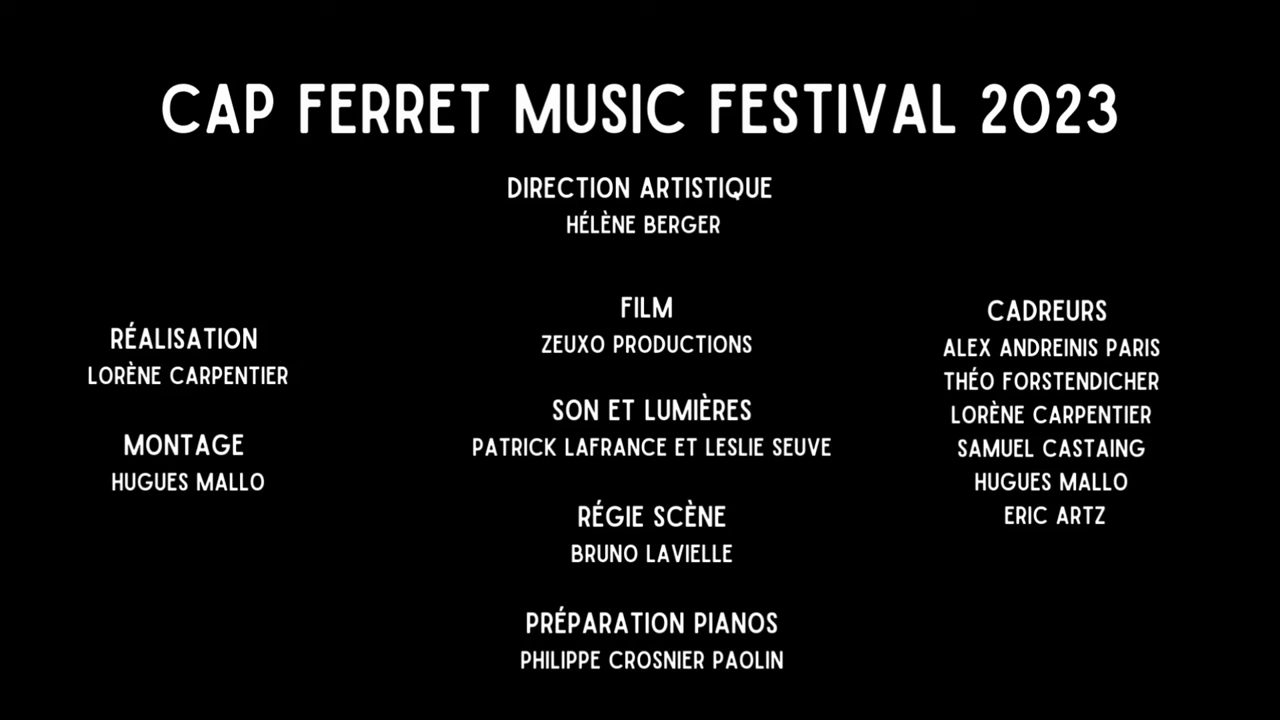 CAP FERRET MUSIC FESTIVAL 2023
DIRECTION ARTISTIQUE
HÉLÈNE BERGER
RÉALISATION
LORÈNE CARPENTIER
MONTAGE
HUGUES MALLO
FILM
ZEUXO PRODUCTIONS
SON ET LUMIÈRES
PATRICK LAFRANCE ET LESLIE SEUVE
RÉGIE SCÈNE
BRUNO LAVIELLE
PRÉPARATION PIANOS
PHILIPPE CROSNIER PAOLIN
CADREURS
ALEX ANDREINIS PARIS
THÉO FORSTENDICHER
LORÈNE CARPENTIER
SAMUEL CASTAING
HUGUES MALLO
ERIC ARTZ